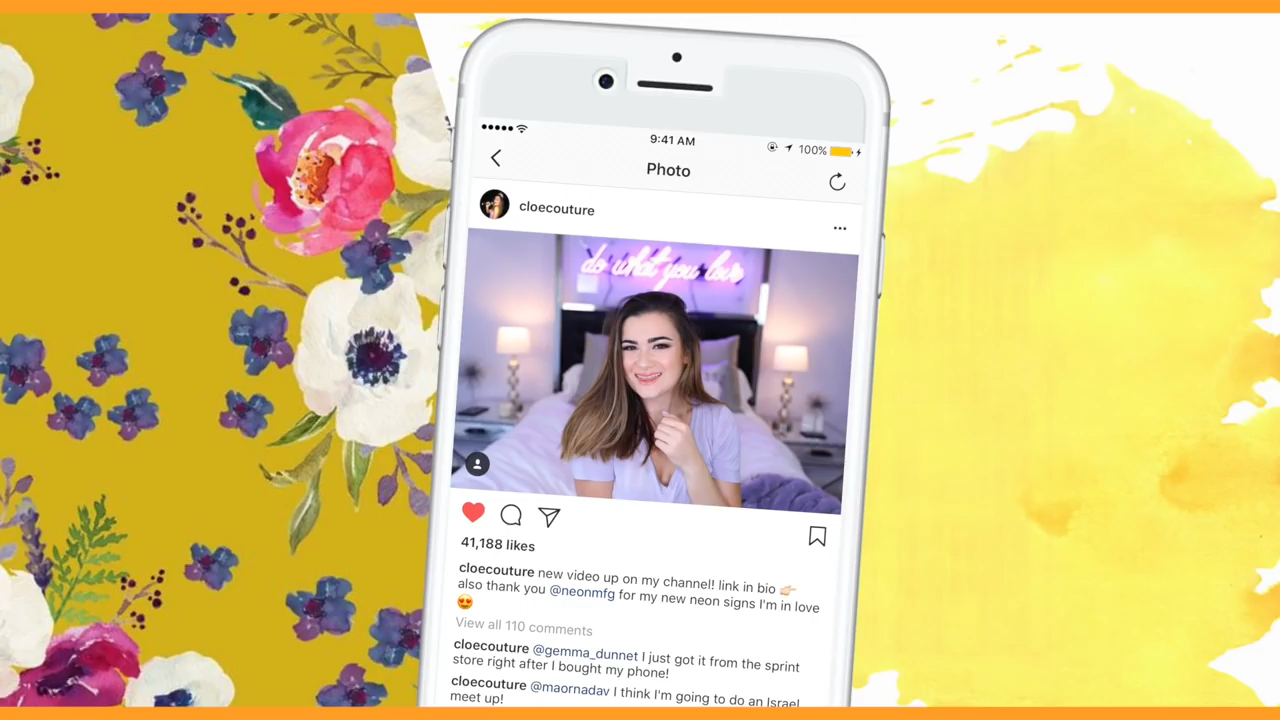 9:41 AM
100%
Photo
cloecouture
do what you love
41,188 likes
cloecouture new video up on my channel! link in bio 👉🏻
also thank you @neonmfg for my new neon signs I'm in love
😍
View all 110 comments
cloecouture @gemma_dunnet I just got it from the sprint
store right after I bought my phone!
cloecouture @maornadav I think I'm going to do an Israel
meet up!